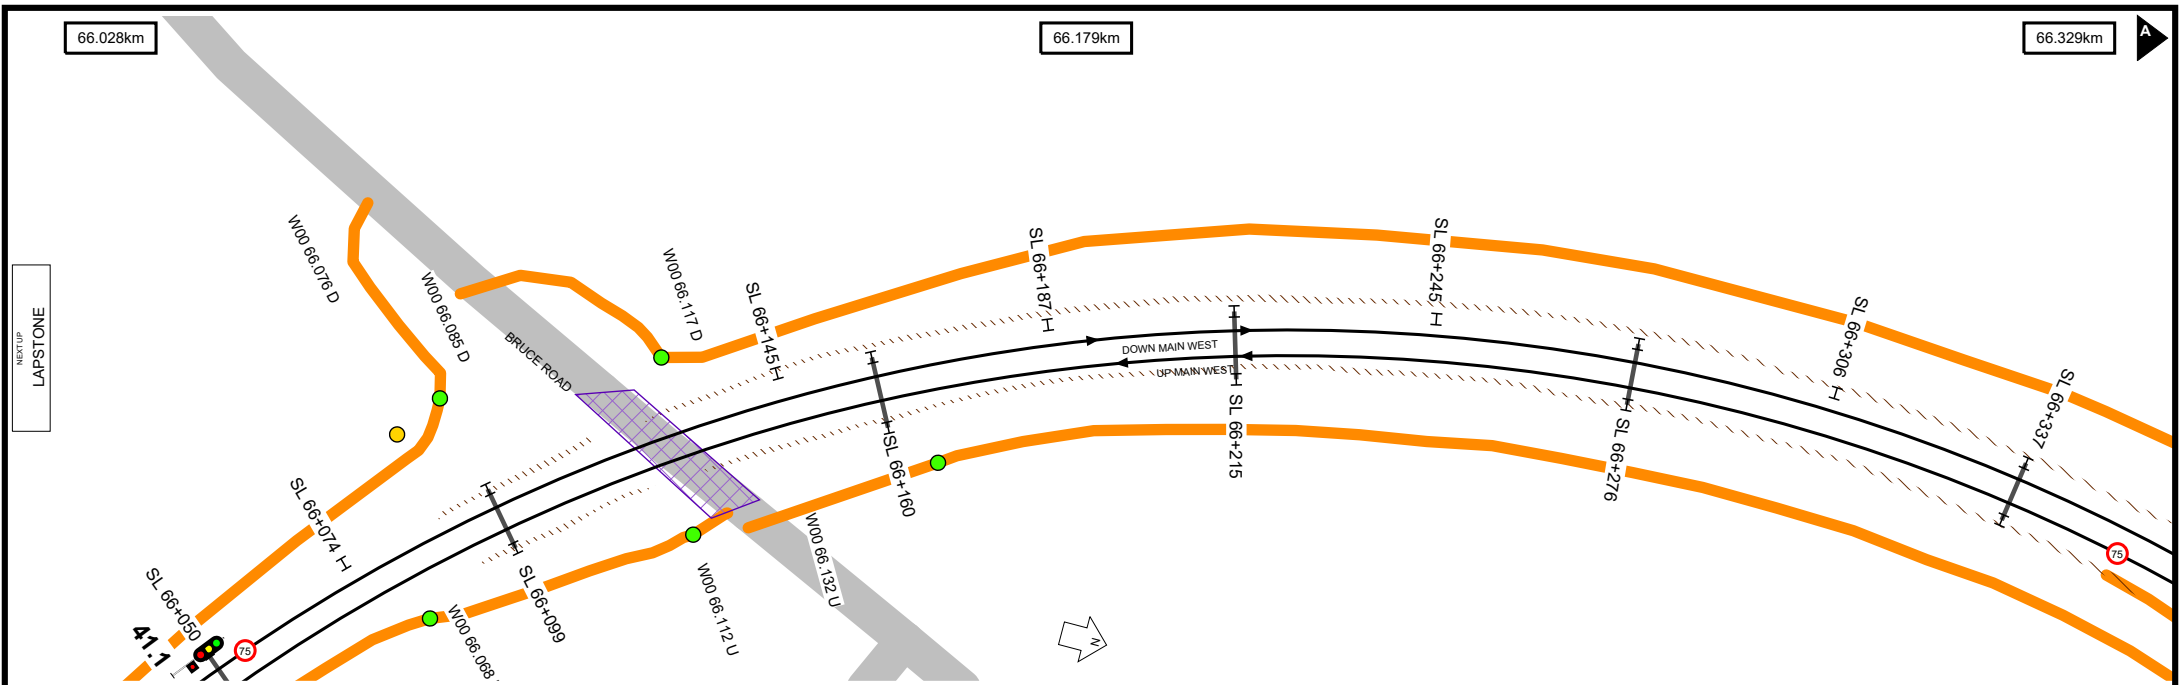 66.028km
66.179km
66.329km
A
NEXT UP
LAPSTONE
W00 66.076 D
W00 66.085 D
BRUCE ROAD
W00 66.117 D
SL 66+145
SL 66+187
SL 66+245
SL 66+306
SL 66+337
DOWN MAIN WEST
UP MAIN WEST
SL 66+160
SL 66+215
SL 66+276
SL 66+074
SL 66+050
41.1
75
SL 66+099
W00 66.068
W00 66.112 U
W00 66.132 U
N
75